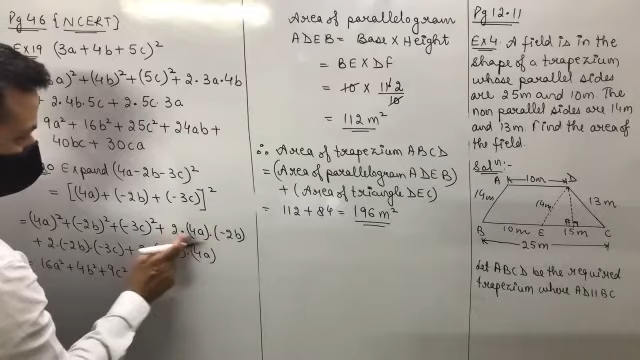 Pg 46 {NCERT}
Ex 19 (3a + 4b + 5c)²
a)² + (4b)² + (5c)² + 2·3a·4b
+ 2·4b·5c + 2·5c·3a
9a² + 16b² + 25c² + 24ab +
40bc + 30ca
Expand (4a - 2b - 3c)²
= [(4a) + (-2b) + (-3c)]²
= (4a)² + (-2b)² + (-3c)² + 2·(4a)·(-2b)
+ 2·(-2b)·(-3c) + ·(4a)
= 16a² + 4b² + 9c²
Area of parallelogram
ADEB = Base × Height
= BE × DF
= 10 × 112/10
= 112 m²
∴ Area of trapezium ABCD
= (Area of parallelogram ADEB)
+ (Area of triangle DEC)
= 112 + 84 = 196 m²
Pg 12.11
Ex 4. A field is in the
shape of a trapezium
whose parallel sides
are 25m and 10m. The
non parallel sides are 14m
and 13m. Find the area of
the field.
Soln:-
A 10m D
14m 14m 13m
B 10m E 15m C
25m
Let ABCD be the required
trapezium where AD||BC